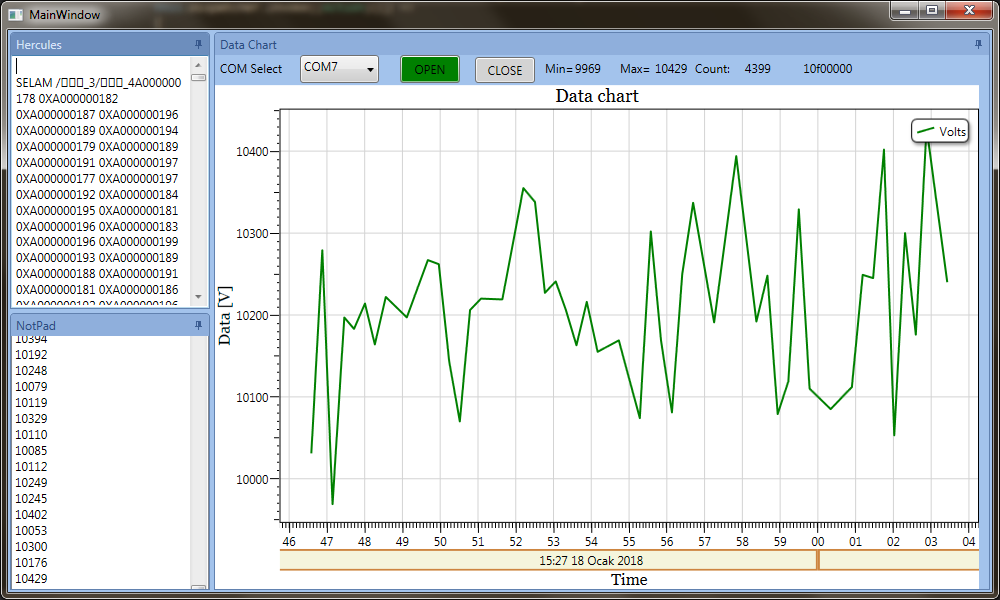 MainWindow
Hercules
SELAM /□□□_3/□□□_4A000000
178 0XA000000182
0XA000000187 0XA000000196
0XA000000189 0XA000000194
0XA000000179 0XA000000189
0XA000000191 0XA000000197
0XA000000177 0XA000000197
0XA000000192 0XA000000184
0XA000000195 0XA000000181
0XA000000196 0XA000000183
0XA000000196 0XA000000199
0XA000000193 0XA000000189
0XA000000188 0XA000000191
0XA000000181 0XA000000186
NotPad
10394
10192
10248
10079
10119
10329
10110
10085
10112
10249
10245
10402
10053
10300
10176
10429
Data Chart
COM Select COM7 OPEN CLOSE Min= 9969 Max= 10429 Count: 4399 10f00000
Data chart
Volts
10400
10300
10200
10100
10000
Data [V]
46 47 48 49 50 51 52 53 54 55 56 57 58 59 00 01 02 03 04
15:27 18 Ocak 2018
Time